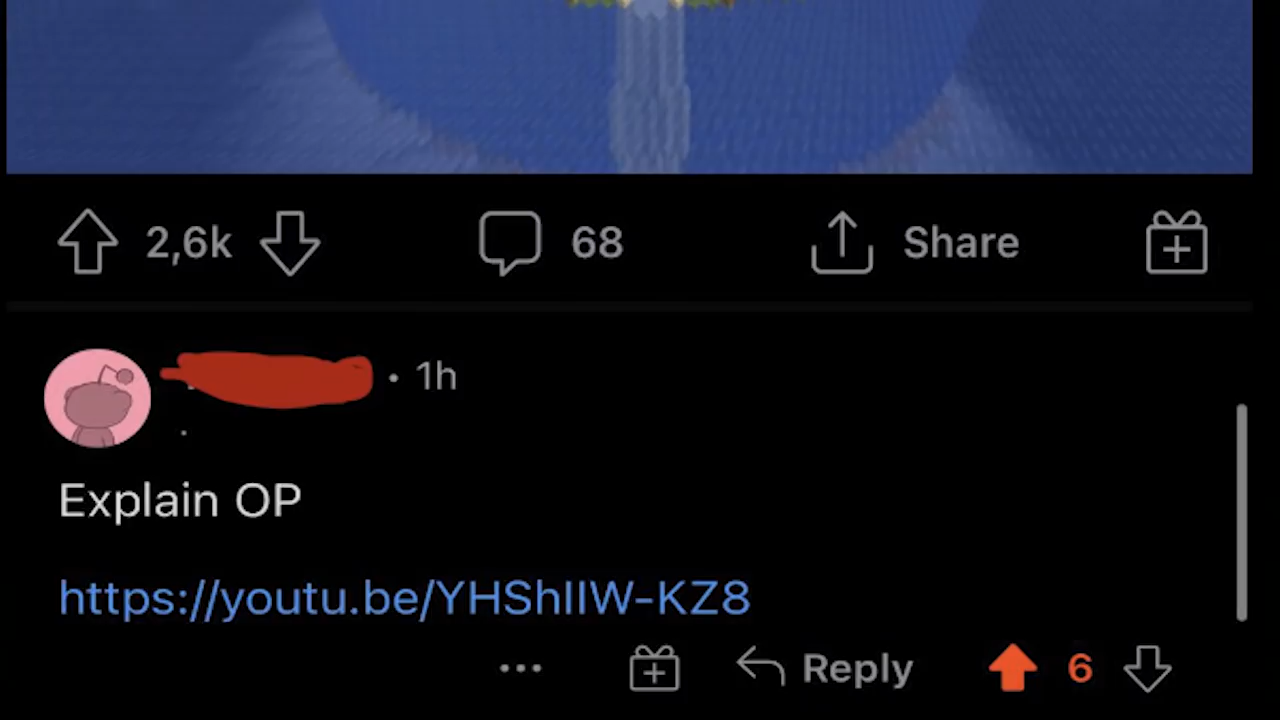 2,6k 68 Share
· 1h
Explain OP
https://youtu.be/YHShIIW-KZ8
... Reply 6